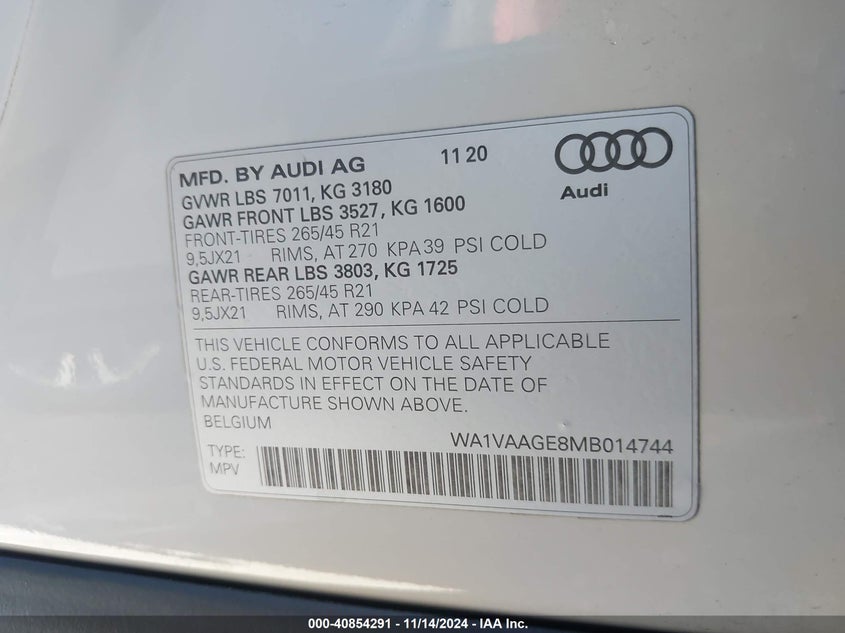 MFD. BY AUDI AG 11 20
GVWR LBS 7011, KG 3180
GAWR FRONT LBS 3527, KG 1600
FRONT-TIRES 265/45 R21
9,5JX21 RIMS, AT 270 KPA 39 PSI COLD
GAWR REAR LBS 3803, KG 1725
REAR-TIRES 265/45 R21
9,5JX21 RIMS, AT 290 KPA 42 PSI COLD
Audi
THIS VEHICLE CONFORMS TO ALL APPLICABLE
U.S. FEDERAL MOTOR VEHICLE SAFETY
STANDARDS IN EFFECT ON THE DATE OF
MANUFACTURE SHOWN ABOVE.
BELGIUM
WA1VAAGE8MB014744
TYPE:
MPV
000-40854291 - 11/14/2024 - IAA Inc.